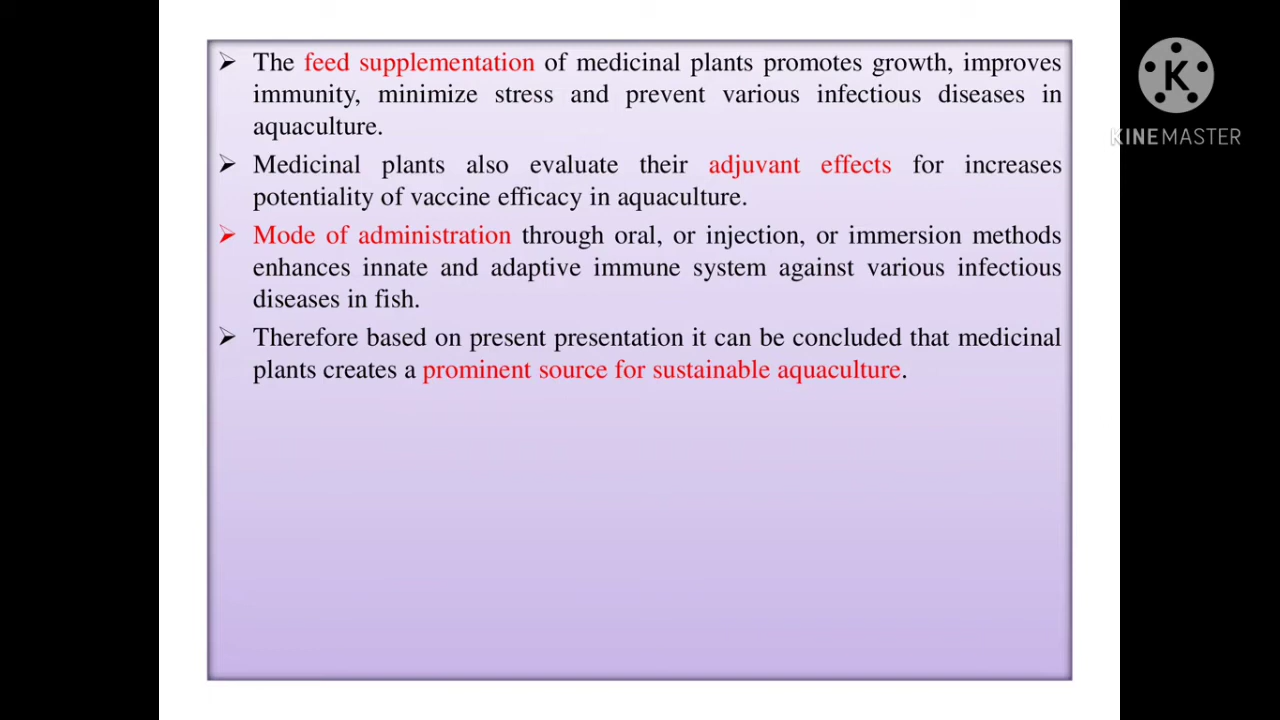 ➢ The feed supplementation of medicinal plants promotes growth, improves
immunity, minimize stress and prevent various infectious diseases in
aquaculture.
➢ Medicinal plants also evaluate their adjuvant effects for increases
potentiality of vaccine efficacy in aquaculture.
➢ Mode of administration through oral, or injection, or immersion methods
enhances innate and adaptive immune system against various infectious
diseases in fish.
➢ Therefore based on present presentation it can be concluded that medicinal
plants creates a prominent source for sustainable aquaculture.
K
KINEMASTER